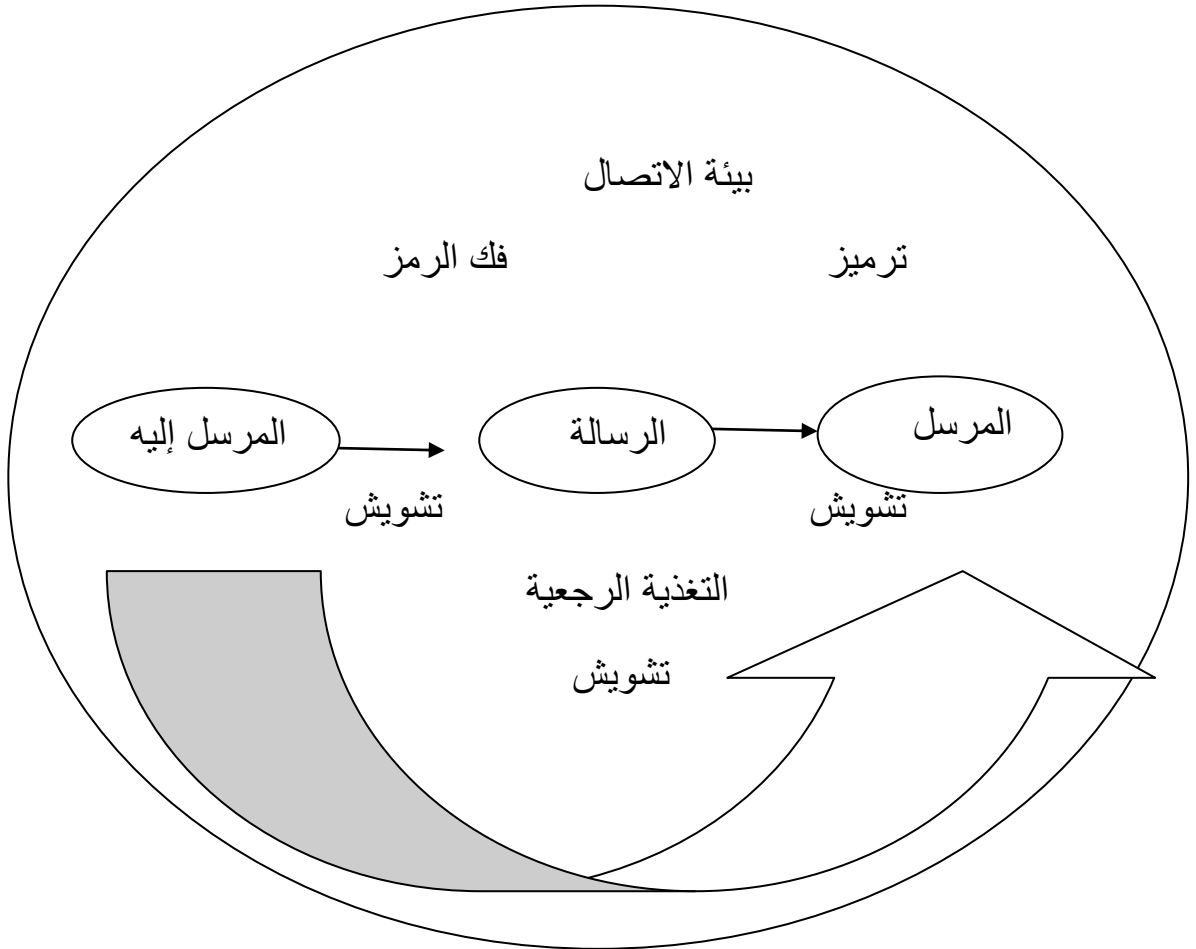 بيئة الاتصال
ترميز
فك الرمز
المرسل
الرسالة
المرسل إليه
تشويش
تشويش
التغذية الرجعية
تشويش